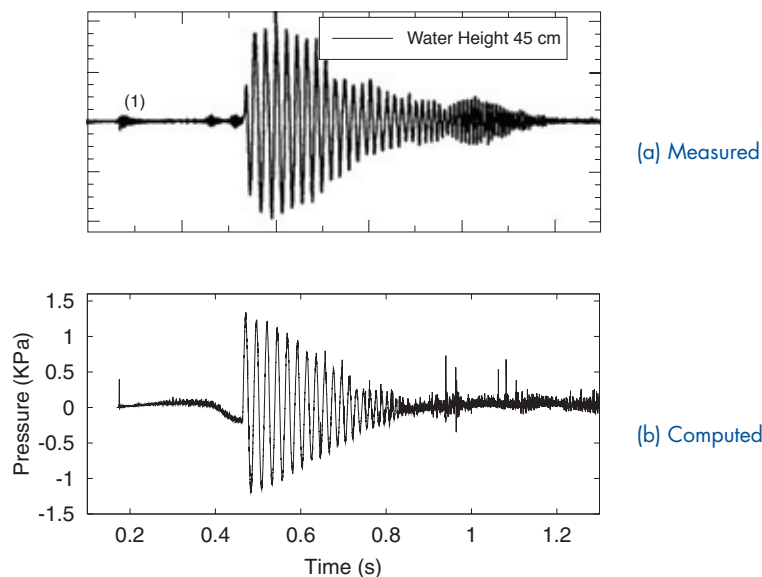 Water Height 45 cm
(1)
(a) Measured
1.5
1
0.5
0
-0.5
-1
-1.5
Pressure (KPa)
(b) Computed
0.2 0.4 0.6 0.8 1 1.2
Time (s)